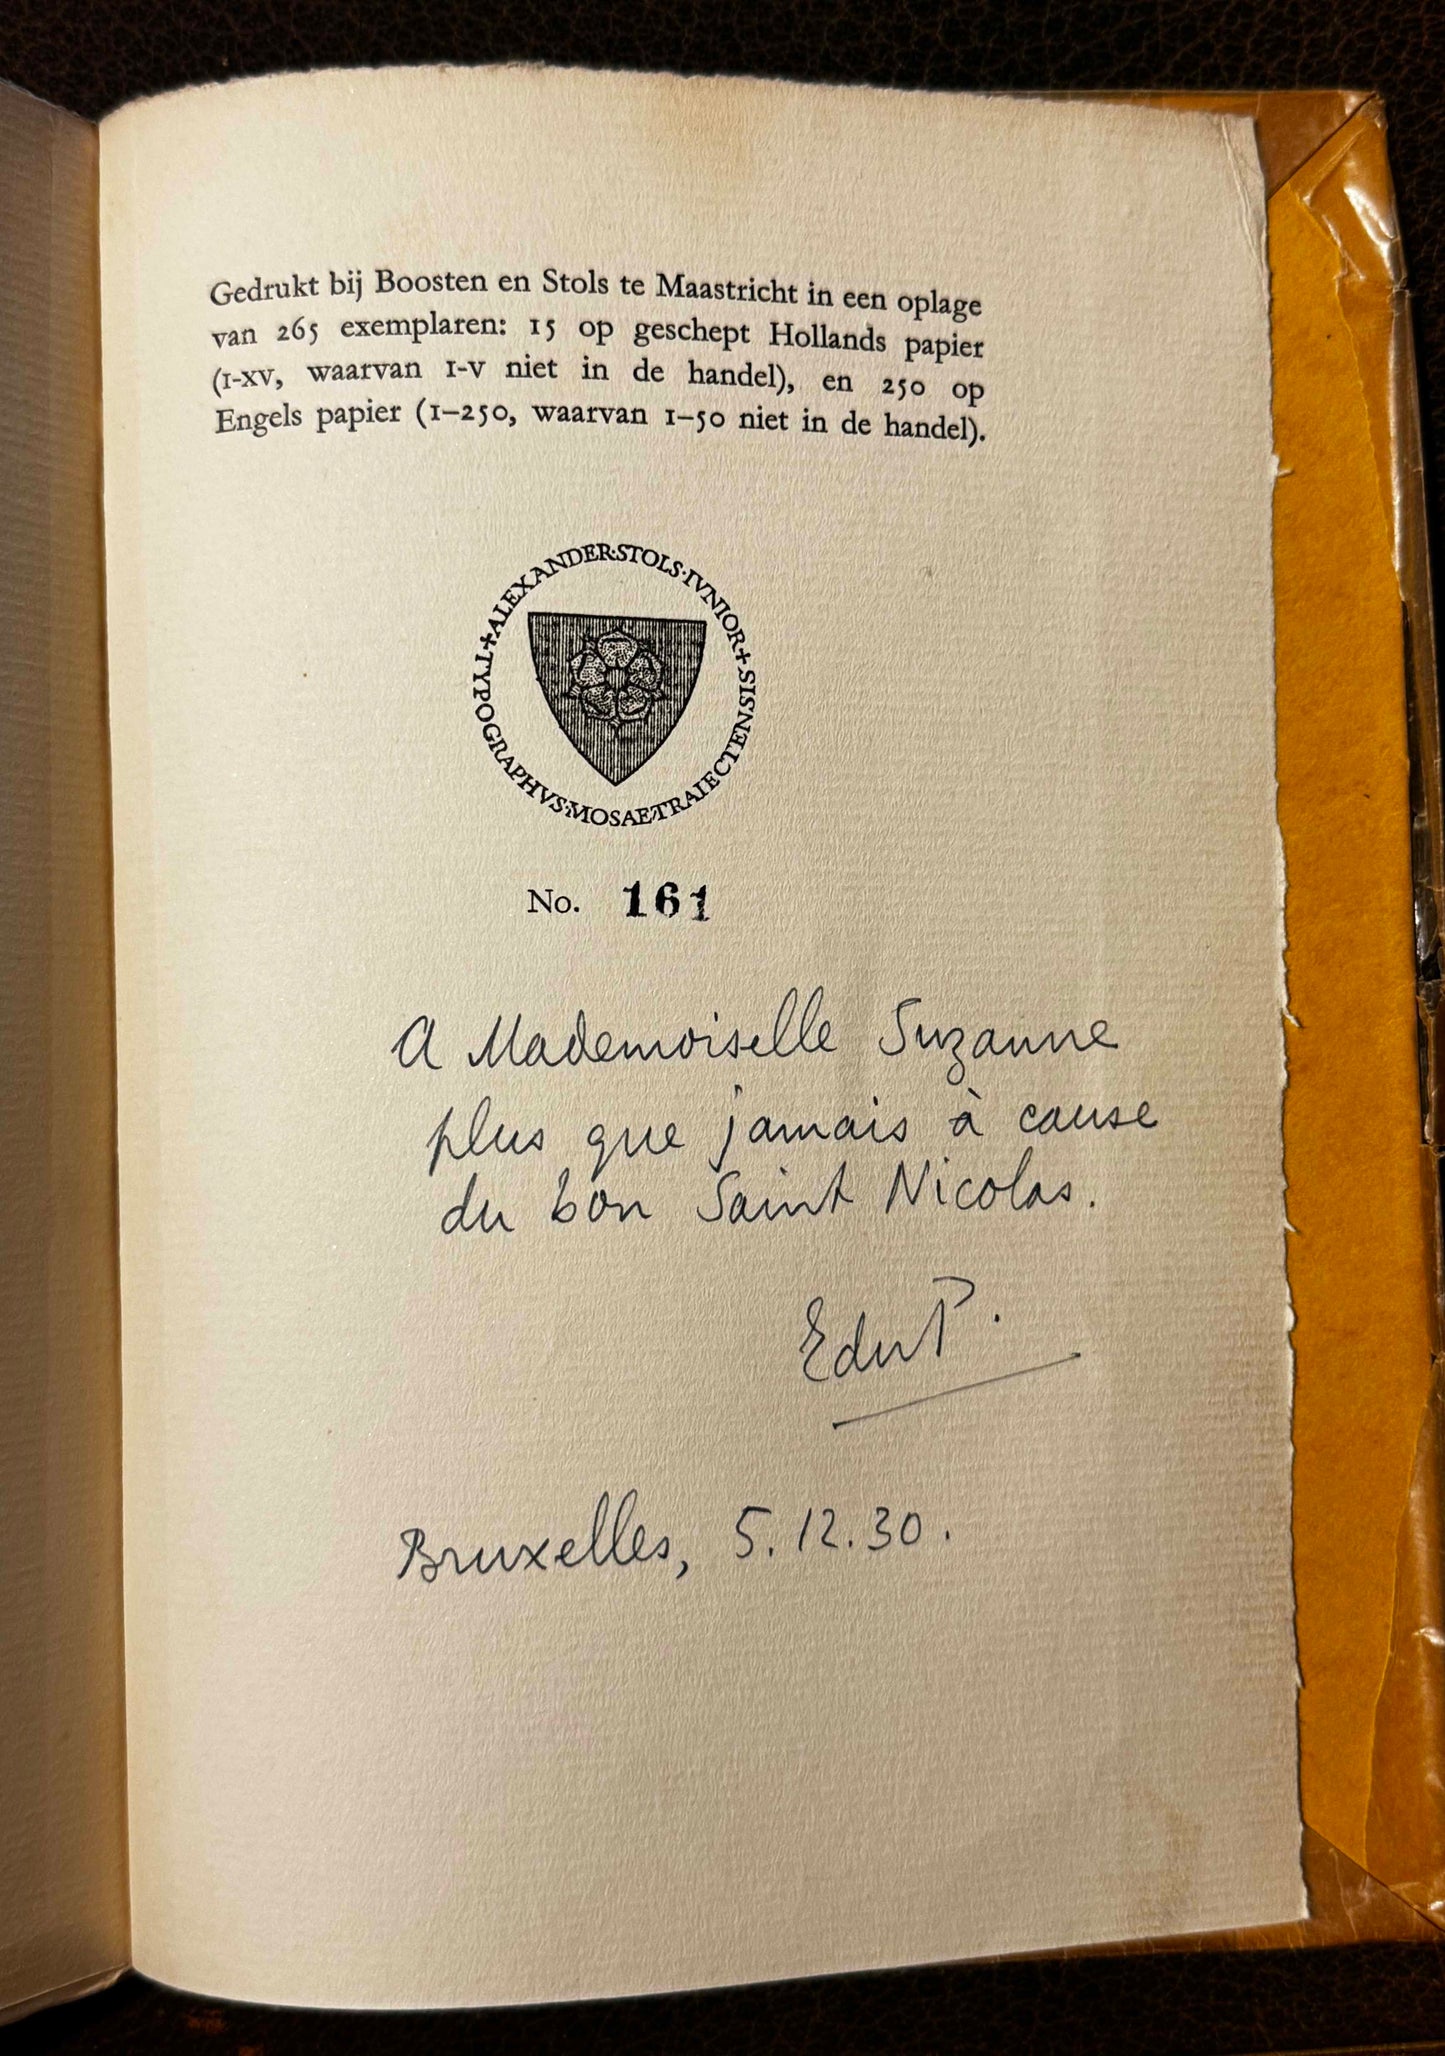 Gedrukt bij Boosten en Stols te Maastricht in een oplage
van 265 exemplaren: 15 op geschept Hollands papier
(I-XV, waarvan I-V niet in de handel), en 250 op
Engels papier (1–250, waarvan 1–50 niet in de handel).
ALEXANDER·STOLS·IVNIOR + SISNETCEIARTEASOM·SVHPARGOPYT +
No. 161
A Mademoiselle Suzanne
plus que jamais à cause
du bon Saint Nicolas.
EduP.
Bruxelles, 5.12.30.